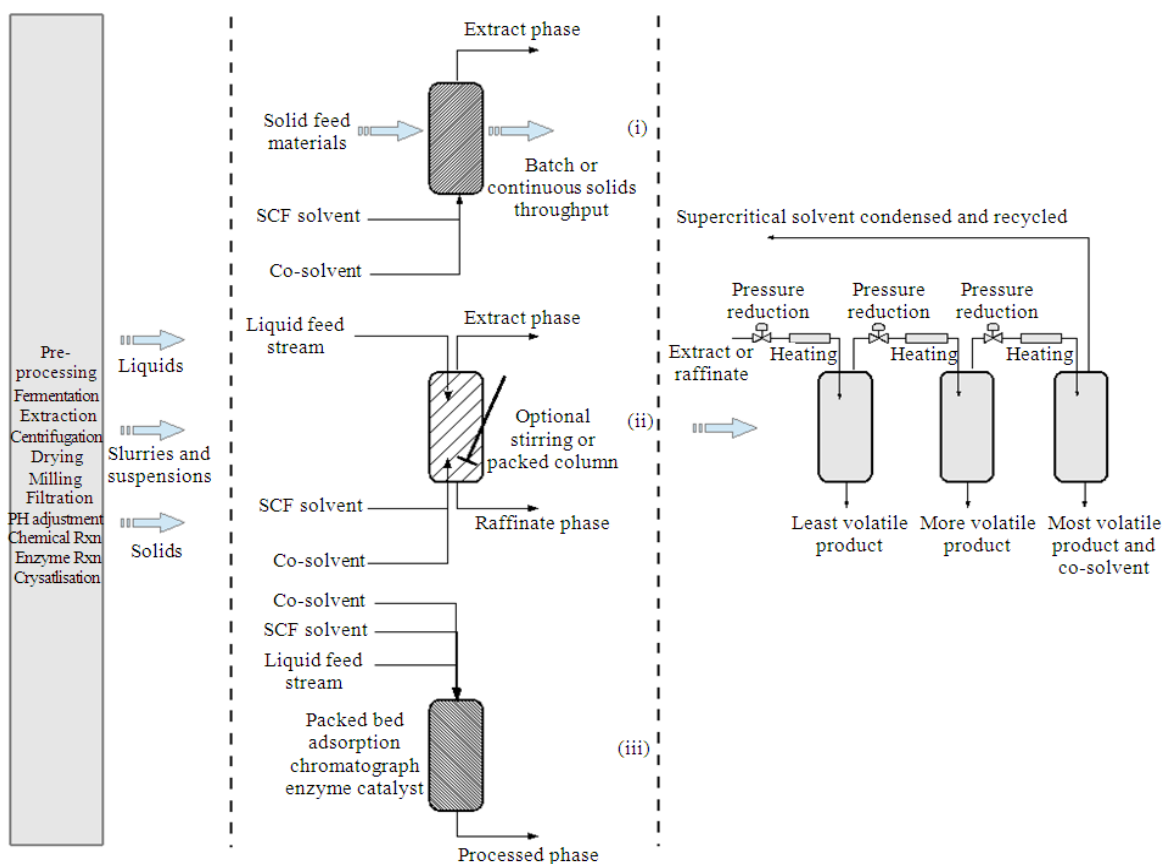 Pre-
processing
Fermentation
Extraction
Centrifugation
Drying
Milling
Filtration
PH adjustment
Chemical Rxn
Enzyme Rxn
Crysatlisation
Liquids
Slurries and
suspensions
Solids
Extract phase
Solid feed
materials
(i)
Batch or
continuous solids
throughput
SCF solvent
Co-solvent
Liquid feed
stream
Extract phase
Optional
stirring or
packed column
(ii)
SCF solvent
Raffinate phase
Co-solvent
Co-solvent
SCF solvent
Liquid feed
stream
Packed bed
adsorption
chromatograph
enzyme catalyst
(iii)
Processed phase
Supercritical solvent condensed and recycled
Pressure
reduction
Pressure
reduction
Pressure
reduction
Extract or
raffinate
Heating
Heating
Heating
Least volatile
product
More volatile
product
Most volatile
product and
co-solvent